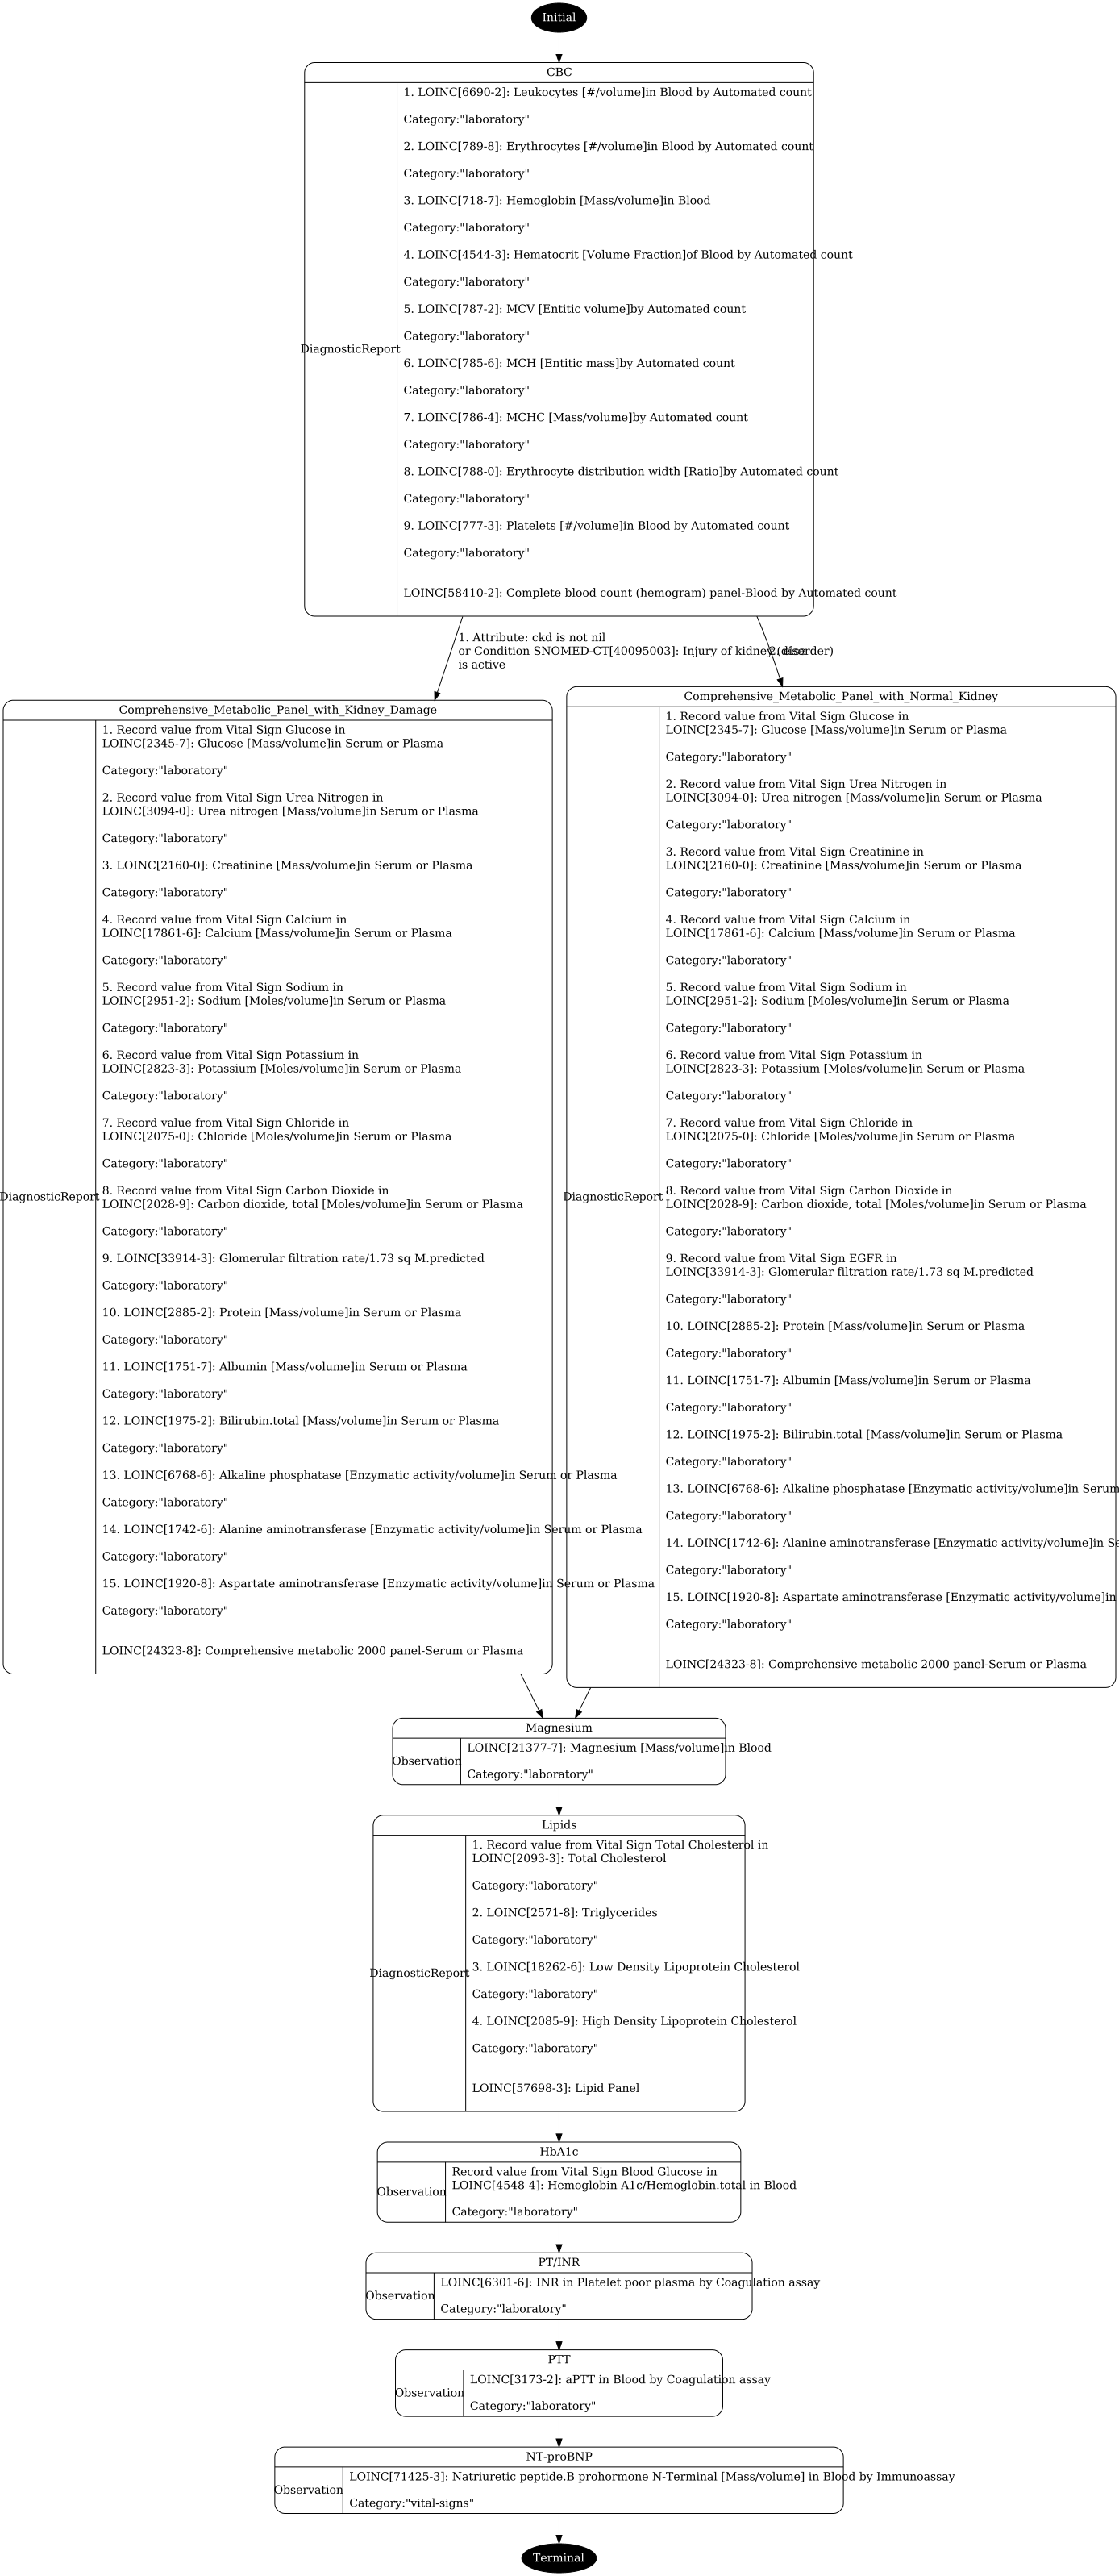 Initial
CBC
DiagnosticReport
1. LOINC[6690-2]: Leukocytes [#/volume]in Blood by Automated count
Category:"laboratory"
2. LOINC[789-8]: Erythrocytes [#/volume]in Blood by Automated count
Category:"laboratory"
3. LOINC[718-7]: Hemoglobin [Mass/volume]in Blood
Category:"laboratory"
4. LOINC[4544-3]: Hematocrit [Volume Fraction]of Blood by Automated count
Category:"laboratory"
5. LOINC[787-2]: MCV [Entitic volume]by Automated count
Category:"laboratory"
6. LOINC[785-6]: MCH [Entitic mass]by Automated count
Category:"laboratory"
7. LOINC[786-4]: MCHC [Mass/volume]by Automated count
Category:"laboratory"
8. LOINC[788-0]: Erythrocyte distribution width [Ratio]by Automated count
Category:"laboratory"
9. LOINC[777-3]: Platelets [#/volume]in Blood by Automated count
Category:"laboratory"
LOINC[58410-2]: Complete blood count (hemogram) panel-Blood by Automated count
1. Attribute: ckd is not nil
or Condition SNOMED-CT[40095003]: Injury of kidney (disorder)
is active
2. else
Comprehensive_Metabolic_Panel_with_Kidney_Damage
DiagnosticReport
1. Record value from Vital Sign Glucose in
LOINC[2345-7]: Glucose [Mass/volume]in Serum or Plasma
Category:"laboratory"
2. Record value from Vital Sign Urea Nitrogen in
LOINC[3094-0]: Urea nitrogen [Mass/volume]in Serum or Plasma
Category:"laboratory"
3. LOINC[2160-0]: Creatinine [Mass/volume]in Serum or Plasma
Category:"laboratory"
4. Record value from Vital Sign Calcium in
LOINC[17861-6]: Calcium [Mass/volume]in Serum or Plasma
Category:"laboratory"
5. Record value from Vital Sign Sodium in
LOINC[2951-2]: Sodium [Moles/volume]in Serum or Plasma
Category:"laboratory"
6. Record value from Vital Sign Potassium in
LOINC[2823-3]: Potassium [Moles/volume]in Serum or Plasma
Category:"laboratory"
7. Record value from Vital Sign Chloride in
LOINC[2075-0]: Chloride [Moles/volume]in Serum or Plasma
Category:"laboratory"
8. Record value from Vital Sign Carbon Dioxide in
LOINC[2028-9]: Carbon dioxide, total [Moles/volume]in Serum or Plasma
Category:"laboratory"
9. LOINC[33914-3]: Glomerular filtration rate/1.73 sq M.predicted
Category:"laboratory"
10. LOINC[2885-2]: Protein [Mass/volume]in Serum or Plasma
Category:"laboratory"
11. LOINC[1751-7]: Albumin [Mass/volume]in Serum or Plasma
Category:"laboratory"
12. LOINC[1975-2]: Bilirubin.total [Mass/volume]in Serum or Plasma
Category:"laboratory"
13. LOINC[6768-6]: Alkaline phosphatase [Enzymatic activity/volume]in Serum or Plasma
Category:"laboratory"
14. LOINC[1742-6]: Alanine aminotransferase [Enzymatic activity/volume]in Serum or Plasma
Category:"laboratory"
15. LOINC[1920-8]: Aspartate aminotransferase [Enzymatic activity/volume]in Serum or Plasma
Category:"laboratory"
LOINC[24323-8]: Comprehensive metabolic 2000 panel-Serum or Plasma
Comprehensive_Metabolic_Panel_with_Normal_Kidney
DiagnosticReport
1. Record value from Vital Sign Glucose in
LOINC[2345-7]: Glucose [Mass/volume]in Serum or Plasma
Category:"laboratory"
2. Record value from Vital Sign Urea Nitrogen in
LOINC[3094-0]: Urea nitrogen [Mass/volume]in Serum or Plasma
Category:"laboratory"
3. Record value from Vital Sign Creatinine in
LOINC[2160-0]: Creatinine [Mass/volume]in Serum or Plasma
Category:"laboratory"
4. Record value from Vital Sign Calcium in
LOINC[17861-6]: Calcium [Mass/volume]in Serum or Plasma
Category:"laboratory"
5. Record value from Vital Sign Sodium in
LOINC[2951-2]: Sodium [Moles/volume]in Serum or Plasma
Category:"laboratory"
6. Record value from Vital Sign Potassium in
LOINC[2823-3]: Potassium [Moles/volume]in Serum or Plasma
Category:"laboratory"
7. Record value from Vital Sign Chloride in
LOINC[2075-0]: Chloride [Moles/volume]in Serum or Plasma
Category:"laboratory"
8. Record value from Vital Sign Carbon Dioxide in
LOINC[2028-9]: Carbon dioxide, total [Moles/volume]in Serum or Plasma
Category:"laboratory"
9. Record value from Vital Sign EGFR in
LOINC[33914-3]: Glomerular filtration rate/1.73 sq M.predicted
Category:"laboratory"
10. LOINC[2885-2]: Protein [Mass/volume]in Serum or Plasma
Category:"laboratory"
11. LOINC[1751-7]: Albumin [Mass/volume]in Serum or Plasma
Category:"laboratory"
12. LOINC[1975-2]: Bilirubin.total [Mass/volume]in Serum or Plasma
Category:"laboratory"
13. LOINC[6768-6]: Alkaline phosphatase [Enzymatic activity/volume]in Serum
Category:"laboratory"
14. LOINC[1742-6]: Alanine aminotransferase [Enzymatic activity/volume]in
Category:"laboratory"
15. LOINC[1920-8]: Aspartate aminotransferase [Enzymatic activity/volume]in
Category:"laboratory"
LOINC[24323-8]: Comprehensive metabolic 2000 panel-Serum or Plasma
Magnesium
Observation
LOINC[21377-7]: Magnesium [Mass/volume]in Blood
Category:"laboratory"
Lipids
DiagnosticReport
1. Record value from Vital Sign Total Cholesterol in
LOINC[2093-3]: Total Cholesterol
Category:"laboratory"
2. LOINC[2571-8]: Triglycerides
Category:"laboratory"
3. LOINC[18262-6]: Low Density Lipoprotein Cholesterol
Category:"laboratory"
4. LOINC[2085-9]: High Density Lipoprotein Cholesterol
Category:"laboratory"
LOINC[57698-3]: Lipid Panel
HbA1c
Observation
Record value from Vital Sign Blood Glucose in
LOINC[4548-4]: Hemoglobin A1c/Hemoglobin.total in Blood
Category:"laboratory"
PT/INR
Observation
LOINC[6301-6]: INR in Platelet poor plasma by Coagulation assay
Category:"laboratory"
PTT
Observation
LOINC[3173-2]: aPTT in Blood by Coagulation assay
Category:"laboratory"
NT-proBNP
Observation
LOINC[71425-3]: Natriuretic peptide.B prohormone N-Terminal [Mass/volume] in Blood by Immunoassay
Category:"vital-signs"
Terminal